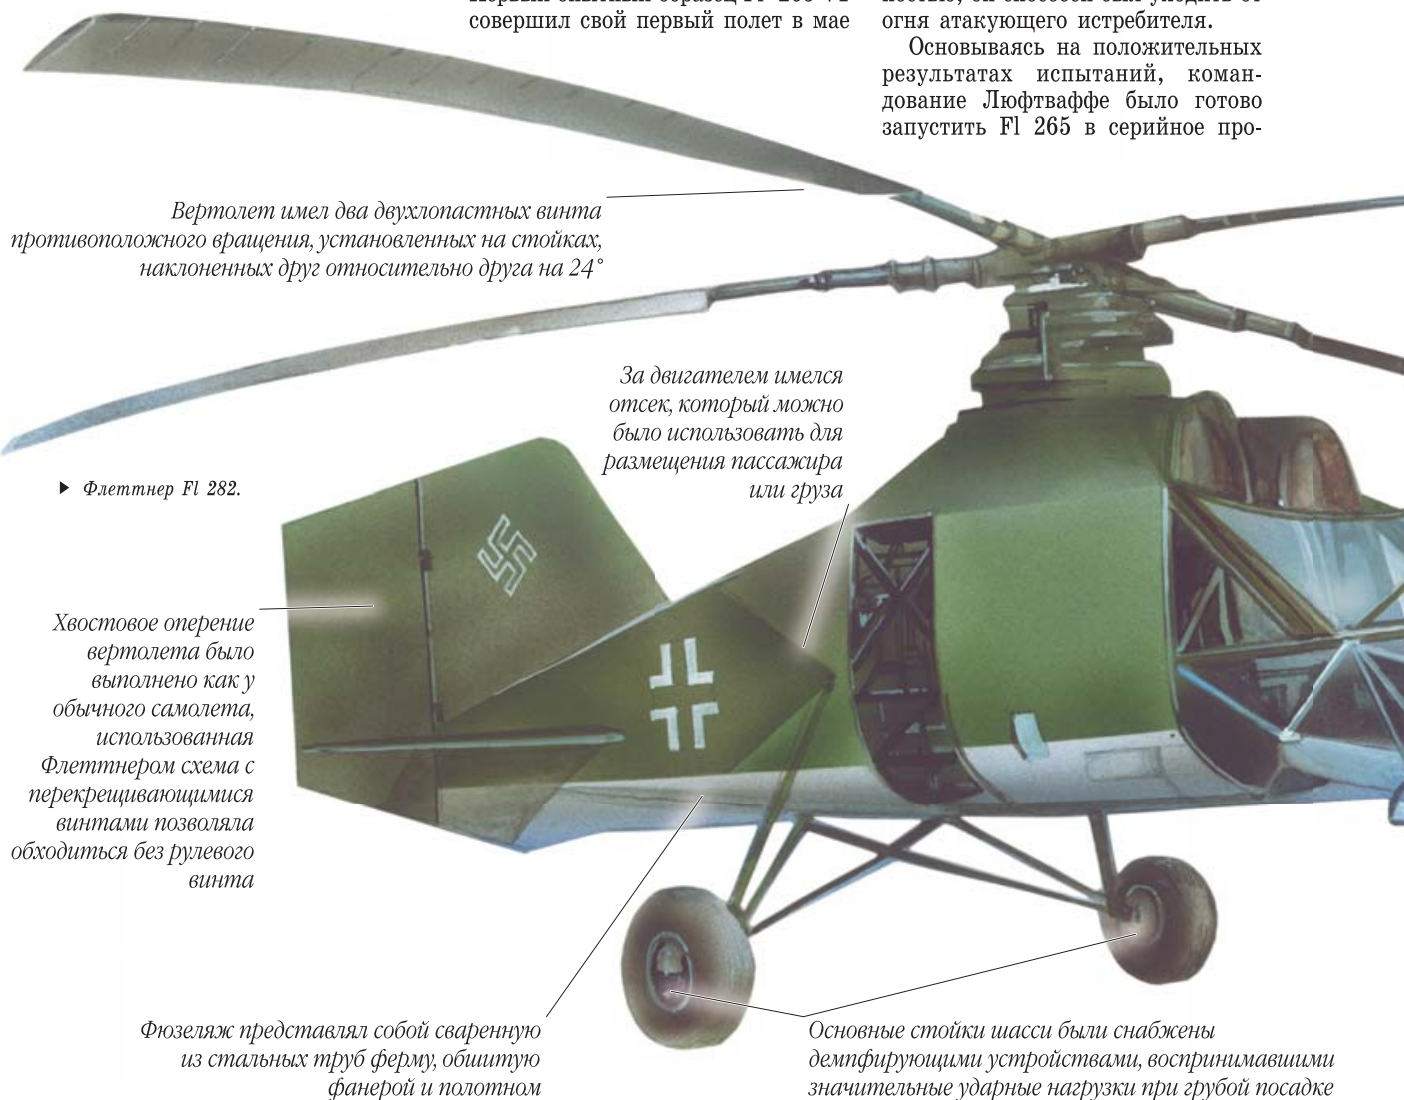 совершил свой первый полет в мае
огня атакующего истребителя.
Основываясь на положительных
результатах испытаний, коман-
дование Люфтваффе было готово
запустить Fl 265 в серийное про-
Вертолет имел два двухлопастных винта
противоположного вращения, установленных на стойках,
наклоненных друг относительно друга на 24°
За двигателем имелся
отсек, который можно
было использовать для
размещения пассажира
или груза
Флеттнер Fl 282.
Хвостовое оперение
вертолета было
выполнено как у
обычного самолета,
использованная
Флеттнером схема с
перекрещивающимися
винтами позволяла
обходиться без рулевого
винта
Фюзеляж представлял собой сваренную
из стальных труб ферму, обшитую
фанерой и полотном
Основные стойки шасси были снабжены
демпфирующими устройствами, воспринимавшими
значительные ударные нагрузки при грубой посадке